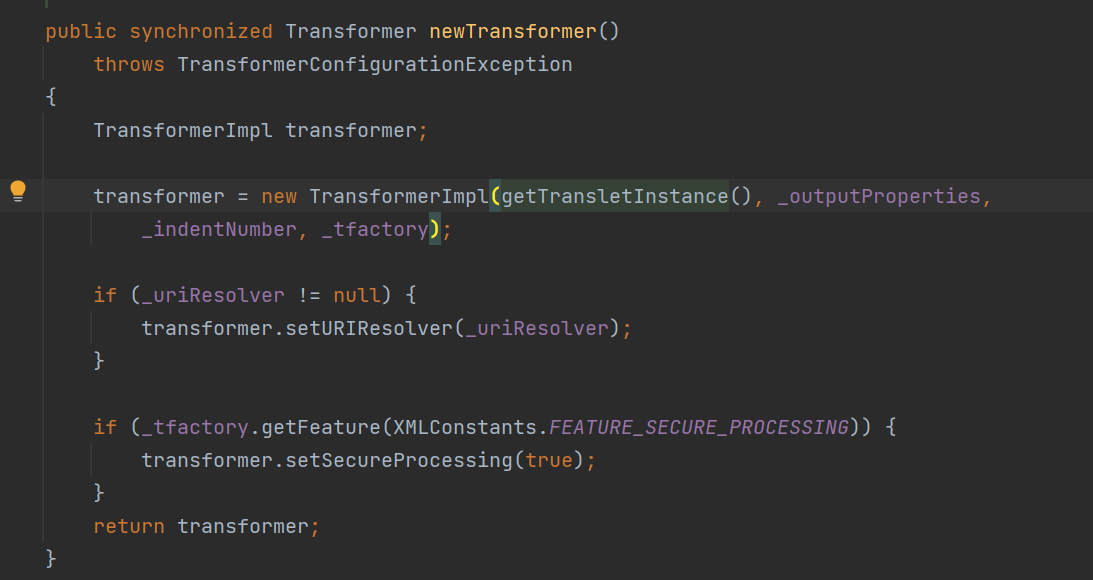 public synchronized Transformer newTransformer()
throws TransformerConfigurationException
{
TransformerImpl transformer;
transformer = new TransformerImpl(getTransletInstance(), _outputProperties,
_indentNumber, _tfactory);
if (_uriResolver != null) {
transformer.setURIResolver(_uriResolver);
}
if (_tfactory.getFeature(XMLConstants.FEATURE_SECURE_PROCESSING)) {
transformer.setSecureProcessing(true);
}
return transformer;
}